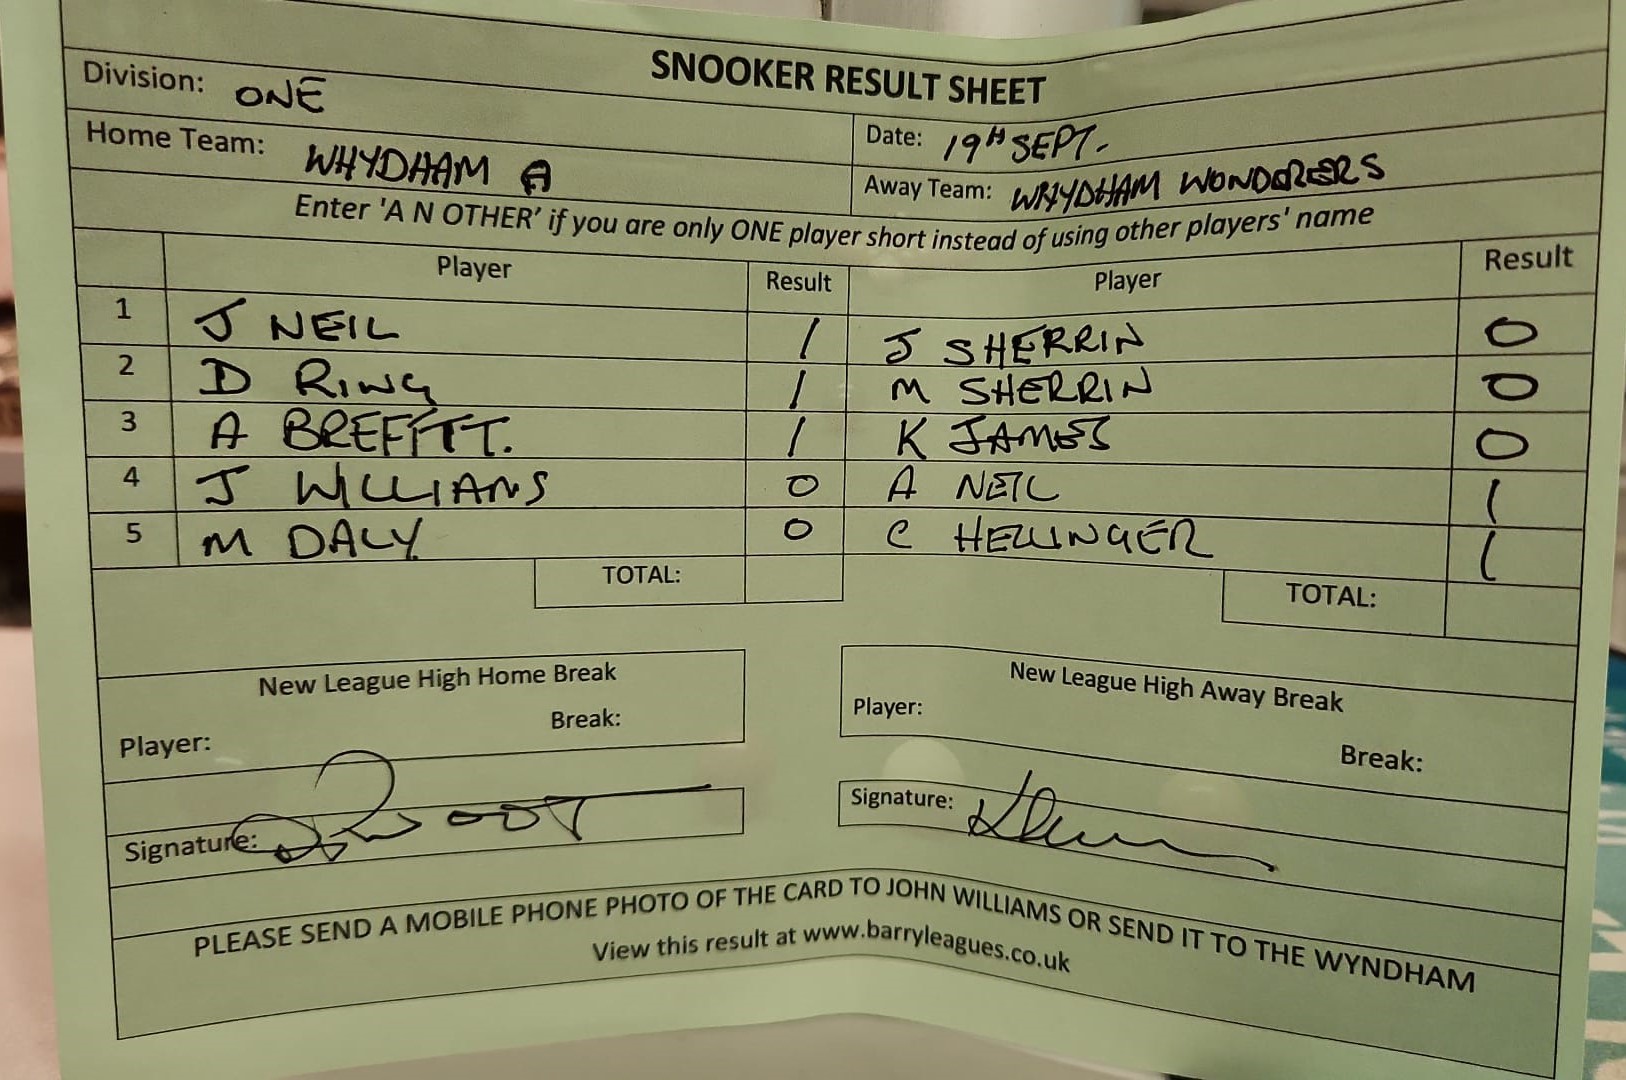 SNOOKER RESULT SHEET
Division: ONE
Home Team: WHYDHAM A
Date: 19TH SEPT.
Away Team: WHYDHAM WONDERERS
Enter 'A N OTHER' if you are only ONE player short instead of using other players' name
Player Result Player Result
1 J NEIL 1 J SHERRIN 0
2 D RING 1 M SHERRIN 0
3 A BREFITT. 1 K JAMES 0
4 J WILLIANS 0 A NEIL 1
5 M DALY 0 C HELLINGER 1
TOTAL: TOTAL:
New League High Home Break
Player: Break:
New League High Away Break
Player: Break:
Signature:
Signature:
PLEASE SEND A MOBILE PHONE PHOTO OF THE CARD TO JOHN WILLIAMS OR SEND IT TO THE WYNDHAM
View this result at www.barryleagues.co.uk